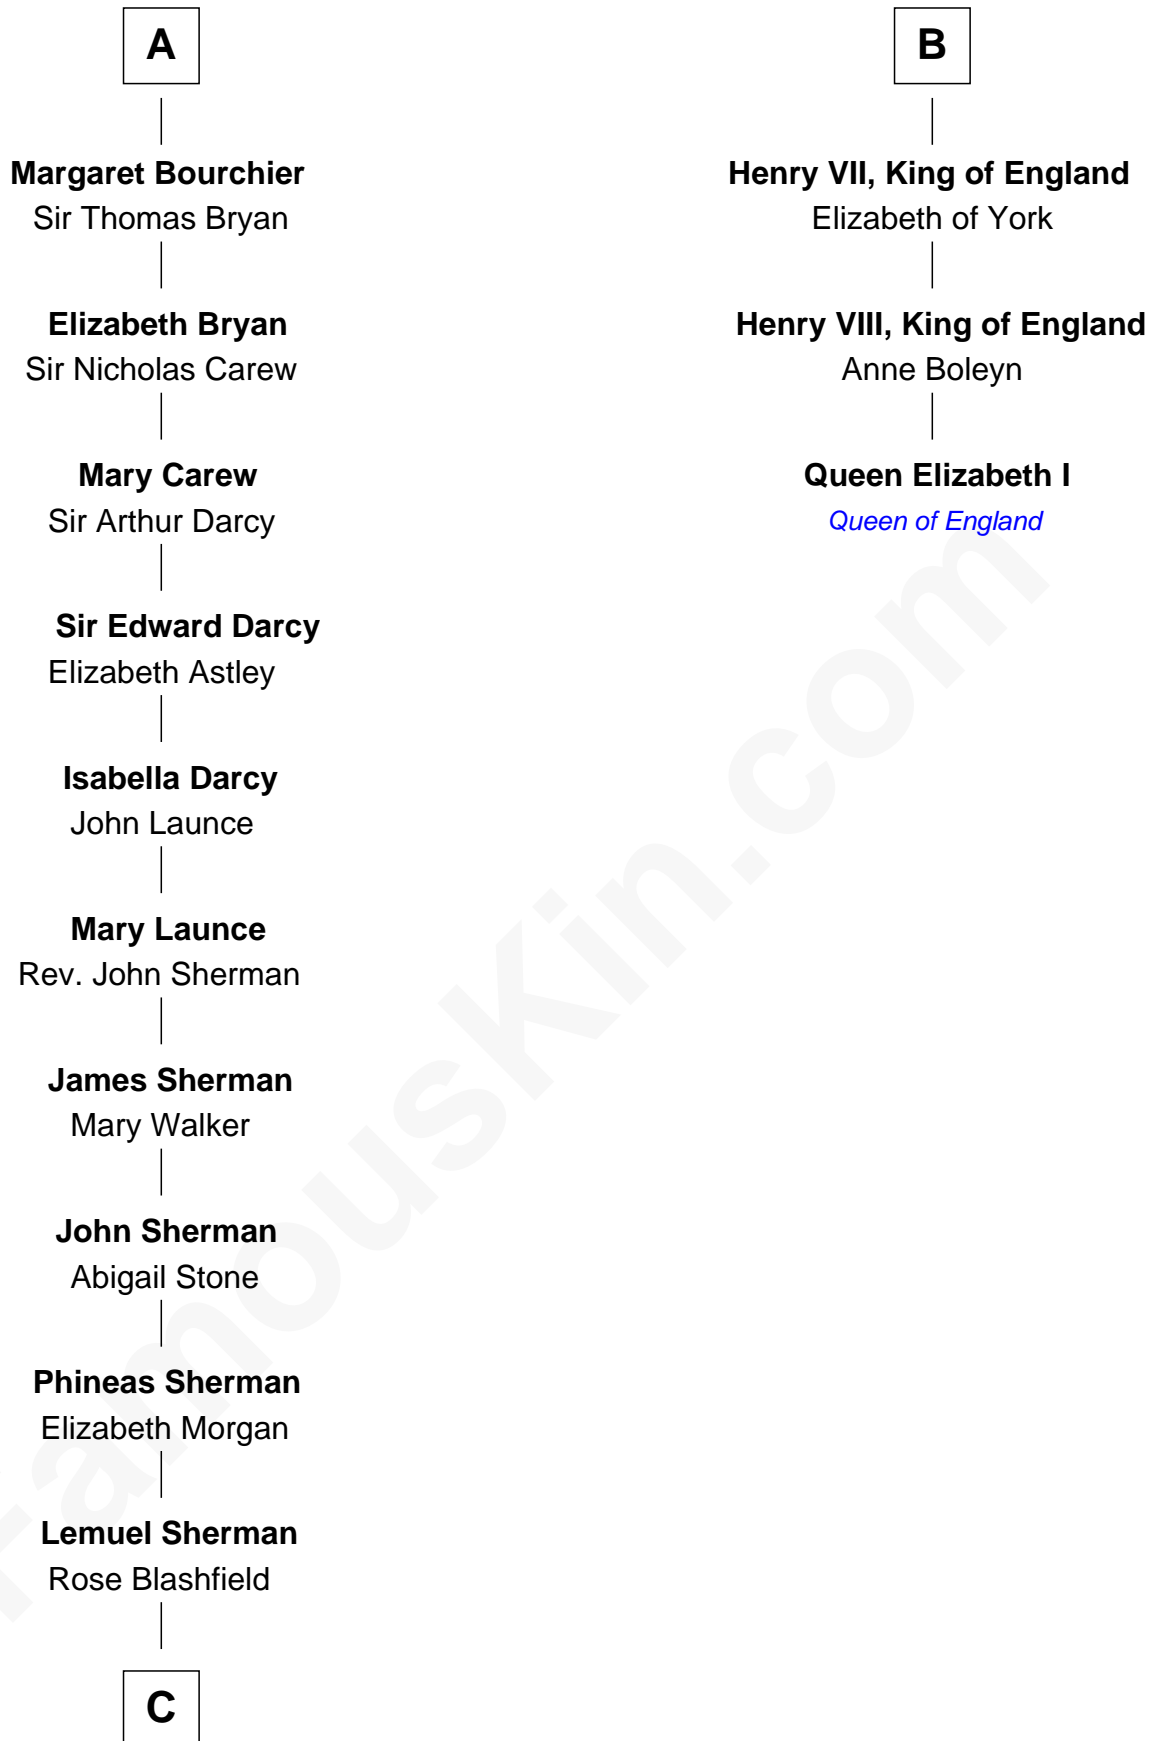 A
Margaret Bourchier
Sir Thomas Bryan
Elizabeth Bryan
Sir Nicholas Carew
Mary Carew
Sir Arthur Darcy
Sir Edward Darcy
Elizabeth Astley
Isabella Darcy
John Launce
Mary Launce
Rev. John Sherman
James Sherman
Mary Walker
John Sherman
Abigail Stone
Phineas Sherman
Elizabeth Morgan
Lemuel Sherman
Rose Blashfield
C
B
Henry VII, King of England
Elizabeth of York
Henry VIII, King of England
Anne Boleyn
Queen Elizabeth I
Queen of England
FamousKin.com